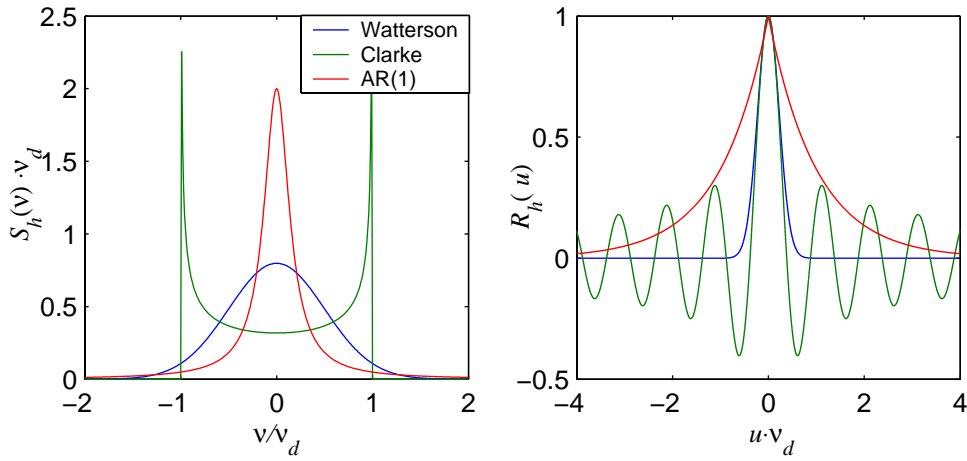 2.5
2
1.5
1
0.5
0
−2
−1
0
1
2
S_h(ν)·ν_d
ν/ν_d
Watterson
Clarke
AR(1)
1
0.5
0
−0.5
−4
−2
0
2
4
R_h( u)
u·ν_d